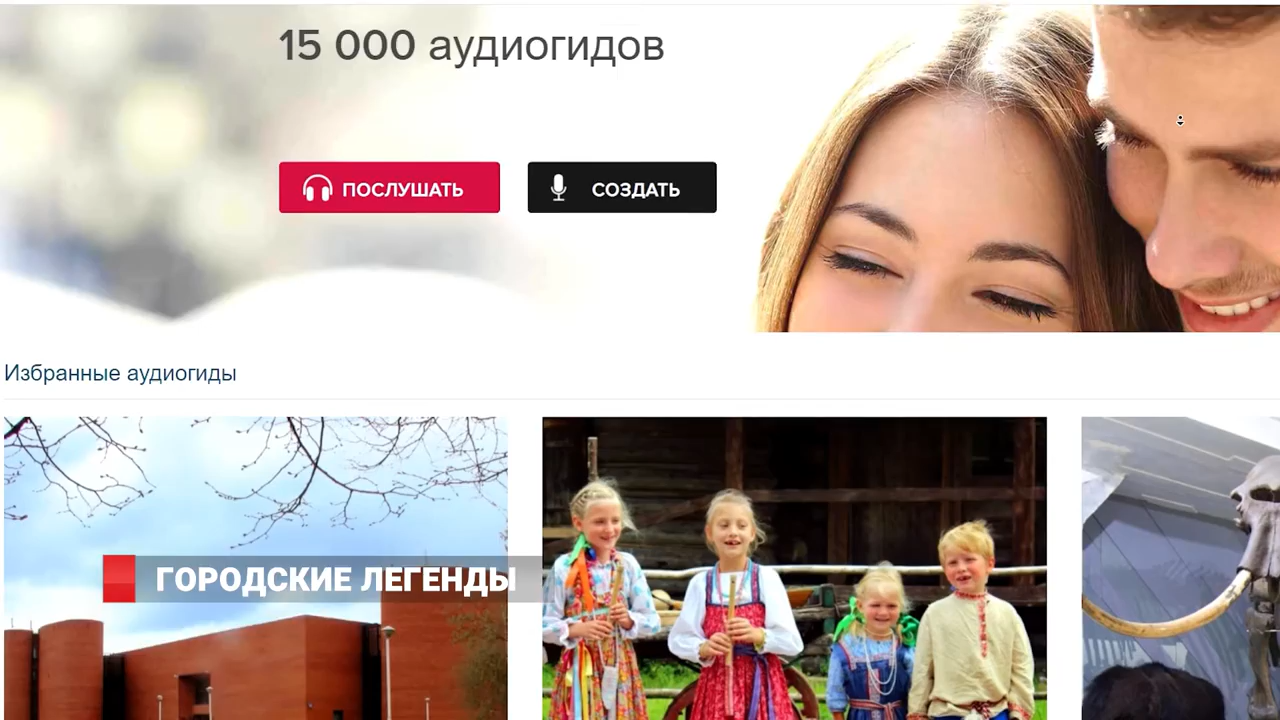 15 000 аудиогидов
ПОСЛУШАТЬ
СОЗДАТЬ
Избранные аудиогиды
ГОРОДСКИЕ ЛЕГЕНДЫ